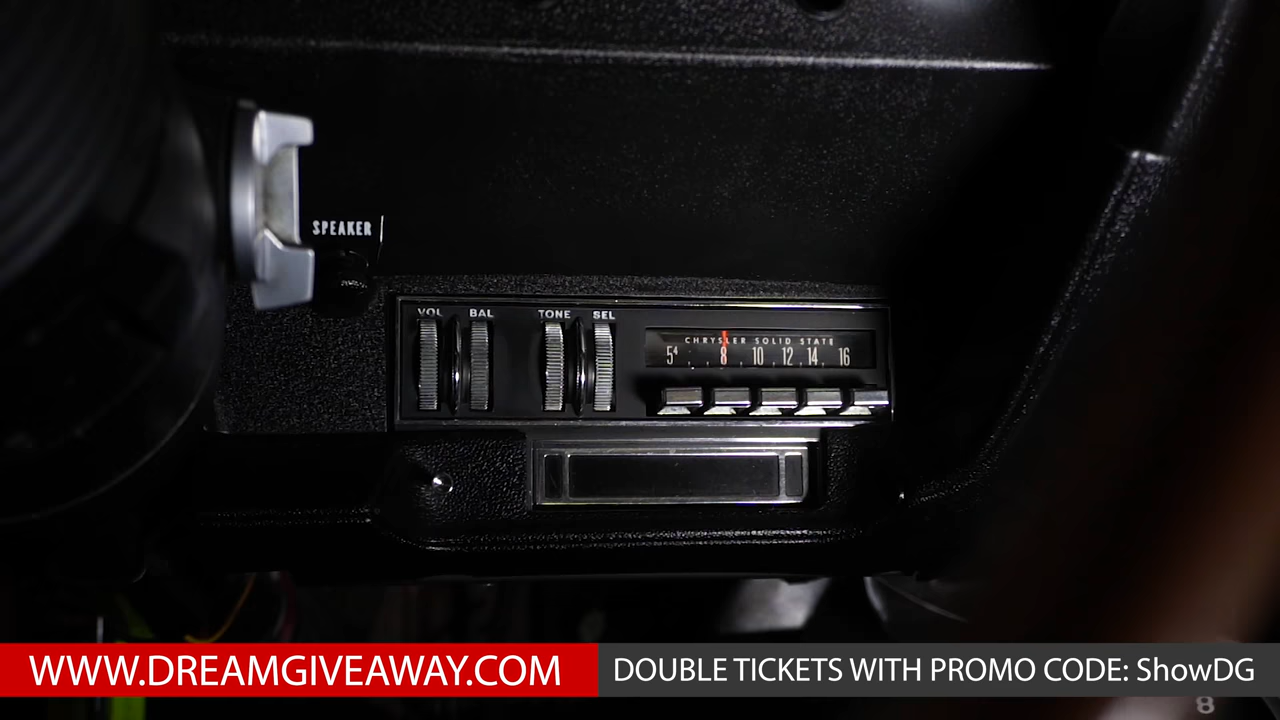 SPEAKER
VOL BAL TONE SEL
CHRYSLER SOLID STATE
5⁴ 8 10 12 14 16
WWW.DREAMGIVEAWAY.COM
DOUBLE TICKETS WITH PROMO CODE: ShowDG
8